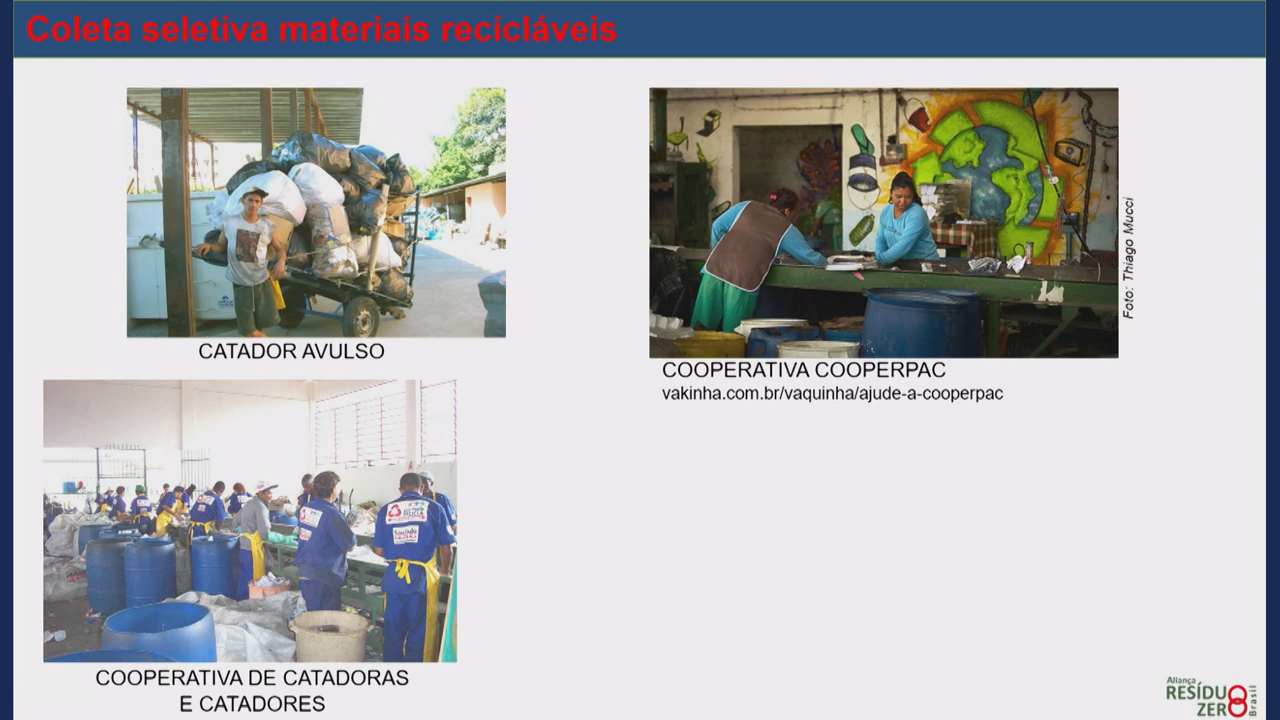 Coleta seletiva materiais recicláveis
CATADOR AVULSO
Foto: Thiago Mucci
COOPERATIVA COOPERPAC
vakinha.com.br/vaquinha/ajude-a-cooperpac
COOPERATIVA DE CATADORAS
E CATADORES
Aliança
RESÍDUO
ZERO
Brasil